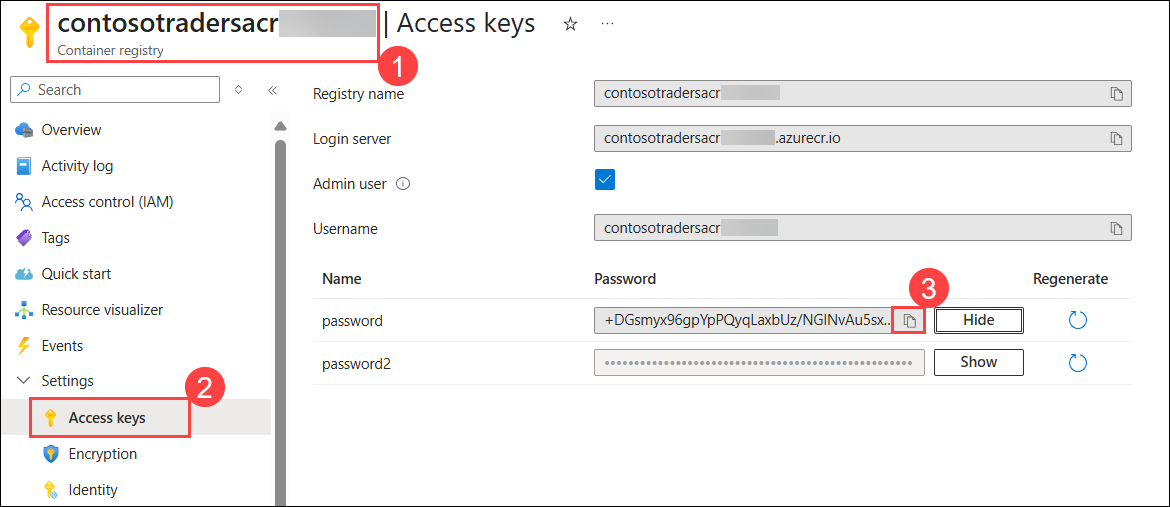 contosotradersacr | Access keys
Container registry
1
Search
Overview
Activity log
Access control (IAM)
Tags
Quick start
Resource visualizer
Events
Settings
2
Access keys
Encryption
Identity
Registry name
contosotradersacr
Login server
contosotradersacr .azurecr.io
Admin user
Username
contosotradersacr
Name Password Regenerate
3
password +DGsmyx96gpYpPQyqLaxbUz/NGlNvAu5sx.. Hide
password2 Show